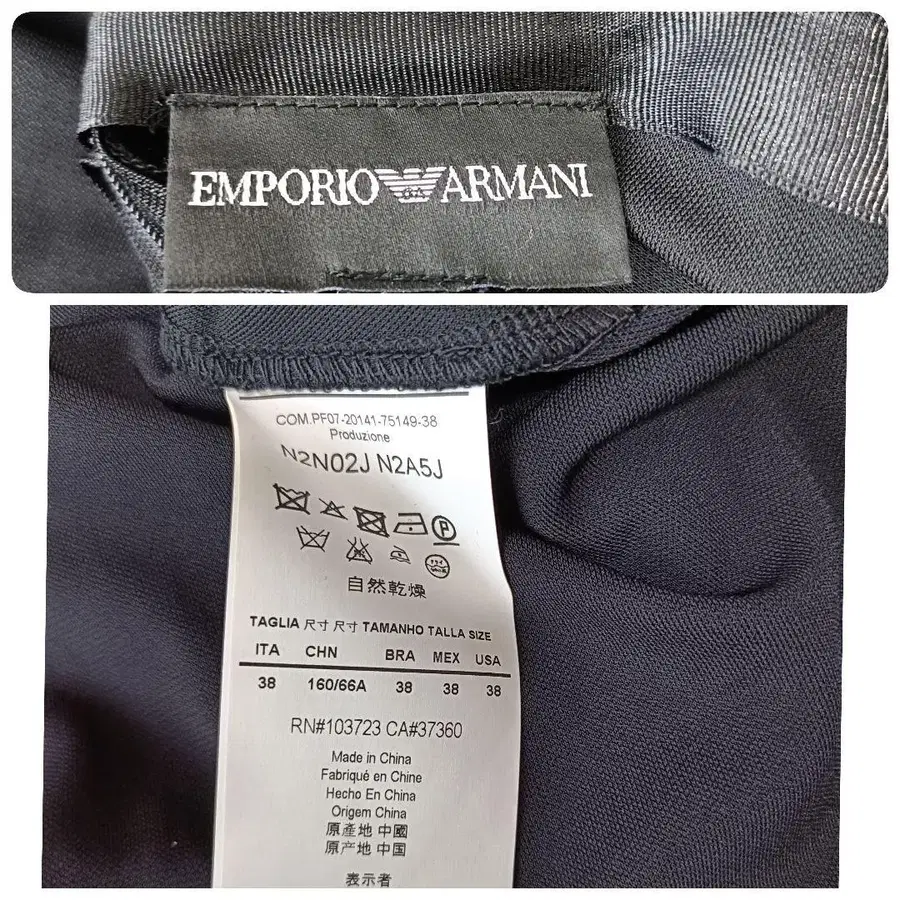 EMPORIO ARMANI
COM.PF07-20141-75149-38
Produzione
N2N02J N2A5J
P
自然乾燥
TAGLIA 尺寸 尺寸 TAMANHO TALLA SIZE
ITA CHN BRA MEX USA
38 160/66A 38 38 38
RN#103723 CA#37360
Made in China
Fabriqué en Chine
Hecho En China
Origem China
原產地 中國
原产地 中国
表示者